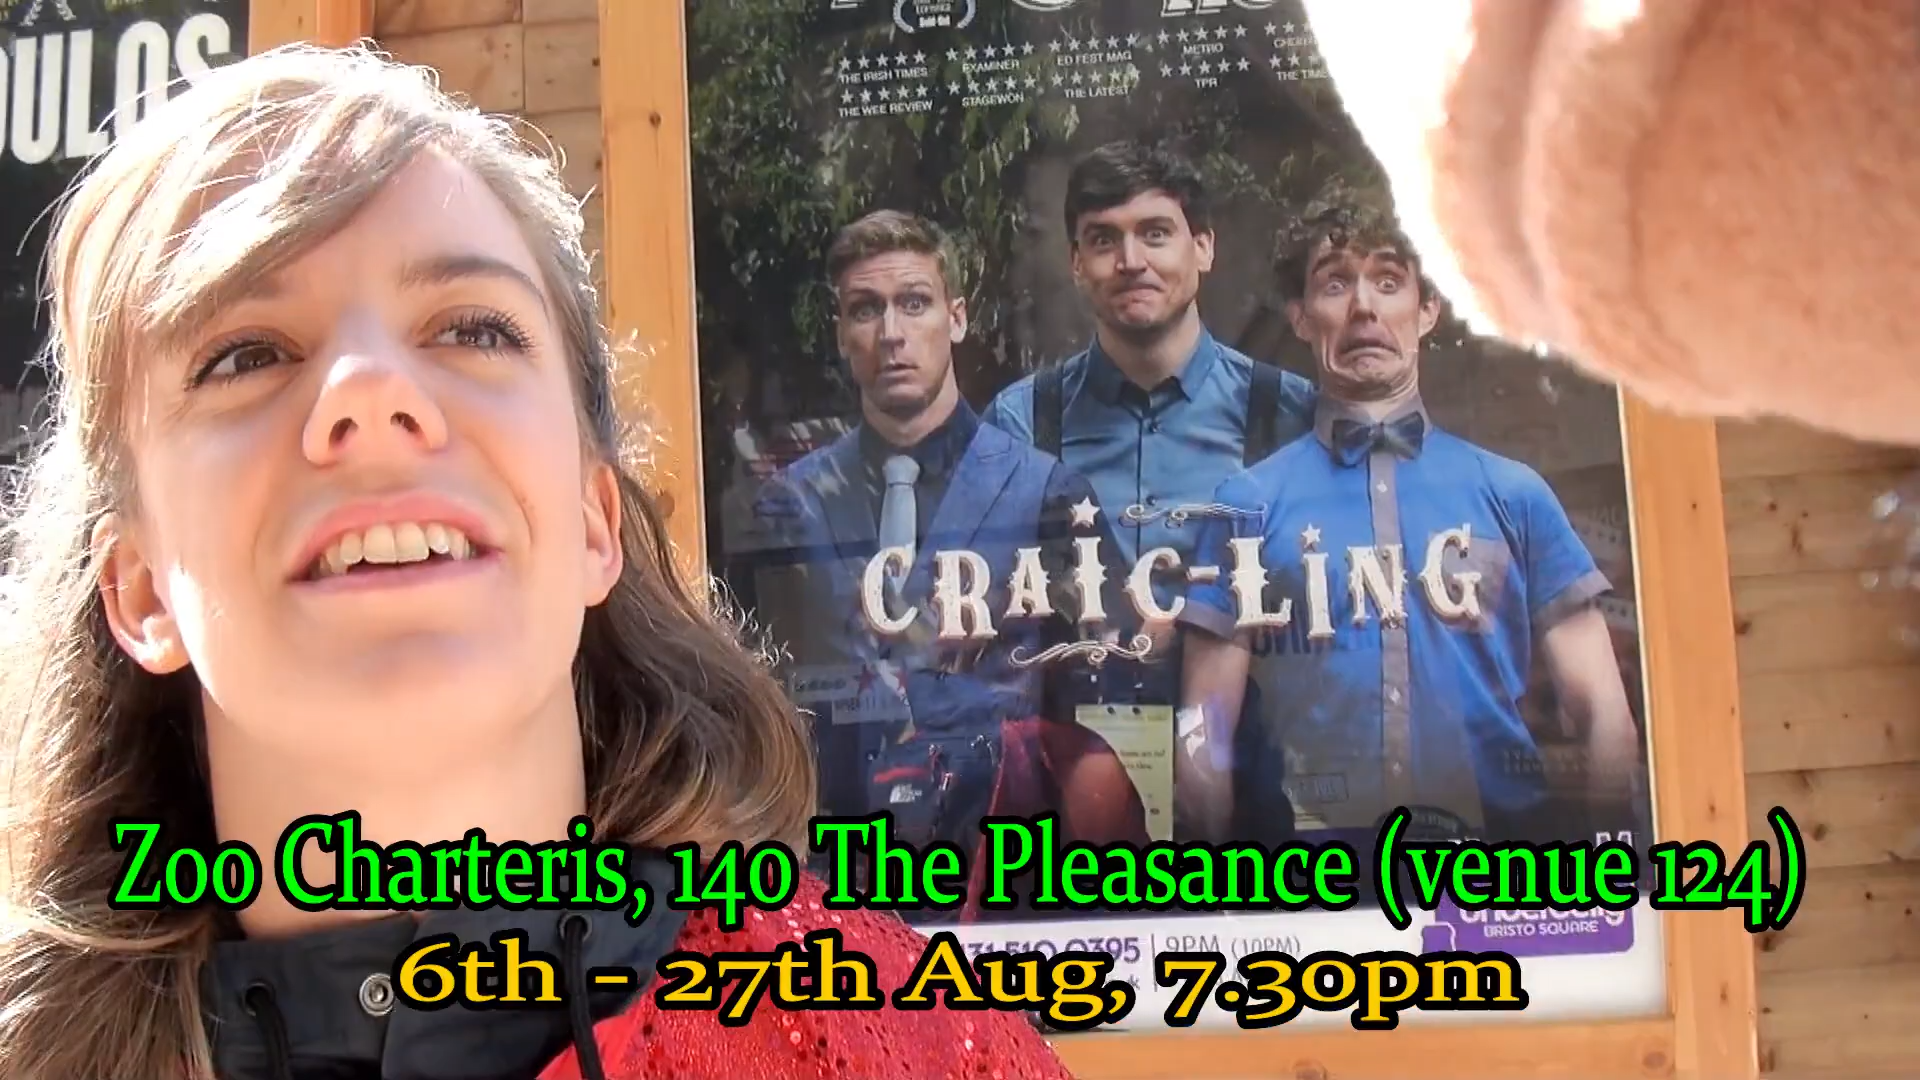 THE IRISH TIMES
EXAMINER
ED FEST MAG
METRO
THE WEE REVIEW
STAGEWON
THE LATEST
TPR
CRAiC-LiNG
Zoo Charteris, 140 The Pleasance (venue 124)
BRISTO SQUARE
9PM (10PM)
6th - 27th Aug, 7.30pm